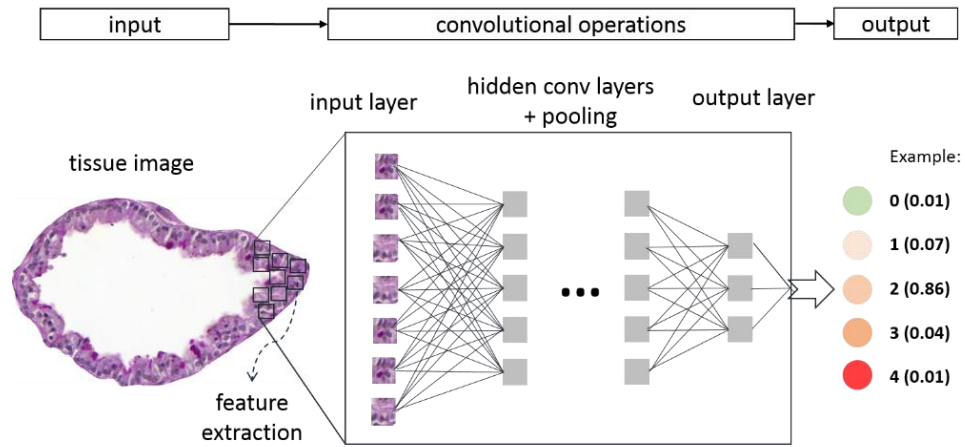 input
convolutional operations
output
input layer
hidden conv layers
+ pooling
output layer
tissue image
feature
extraction
Example:
0 (0.01)
1 (0.07)
2 (0.86)
3 (0.04)
4 (0.01)